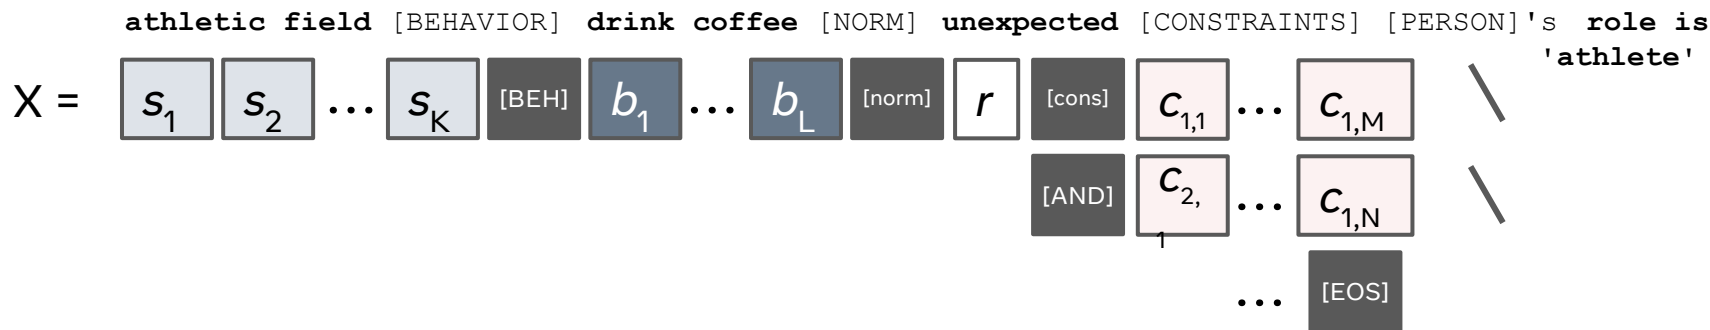 athletic field [BEHAVIOR] drink coffee [NORM] unexpected [CONSTRAINTS] [PERSON]'s role is
'athlete'
X = s1 s2 ... sK [BEH] b1 ... bL [norm] r [cons] c1,1 ... c1,M \
[AND] c2,1 ... c1,N \
... [EOS]